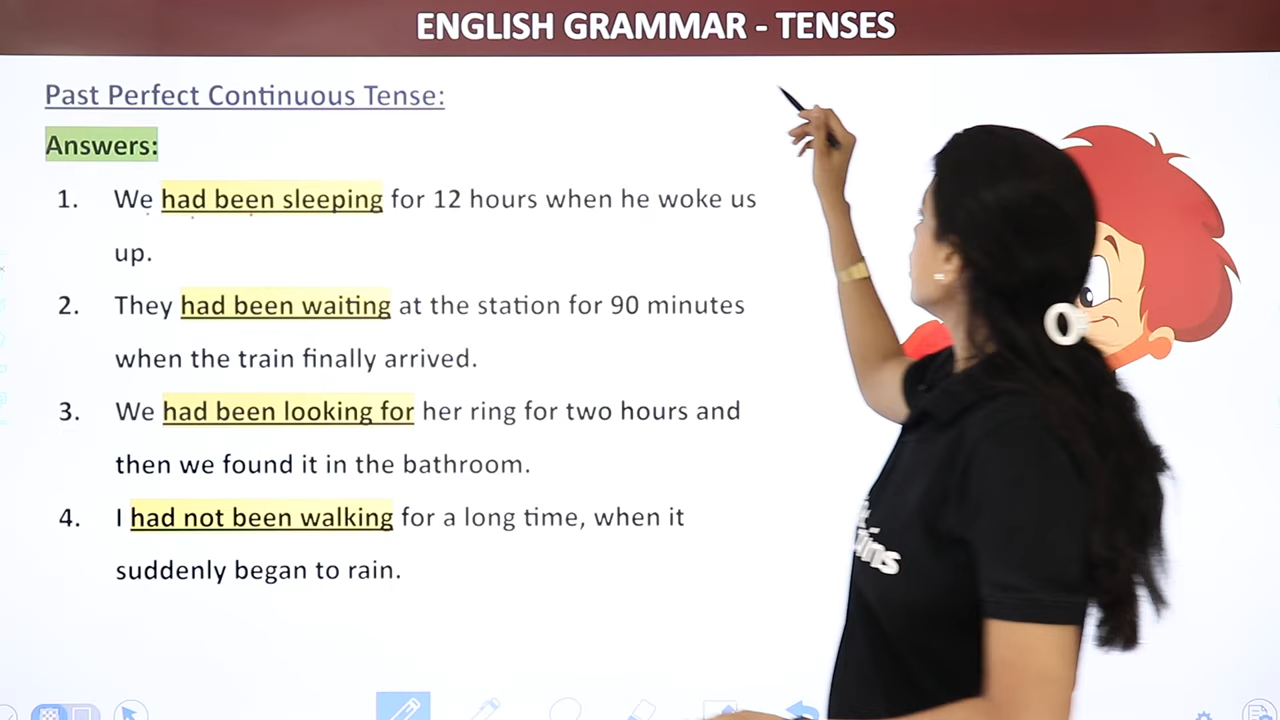 ENGLISH GRAMMAR - TENSES
Past Perfect Continuous Tense:
Answers:
1. We had been sleeping for 12 hours when he woke us
up.
2. They had been waiting at the station for 90 minutes
when the train finally arrived.
3. We had been looking for her ring for two hours and
then we found it in the bathroom.
4. I had not been walking for a long time, when it
suddenly began to rain.